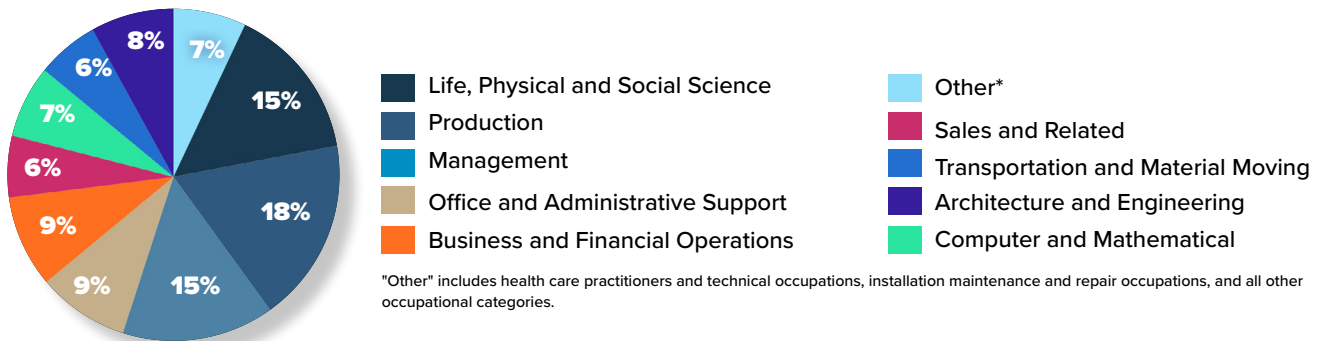 8%
7%
6%
15%
7%
6%
18%
9%
9%
15%
Life, Physical and Social Science
Production
Management
Office and Administrative Support
Business and Financial Operations
Other*
Sales and Related
Transportation and Material Moving
Architecture and Engineering
Computer and Mathematical
"Other" includes health care practitioners and technical occupations, installation maintenance and repair occupations, and all other
occupational categories.